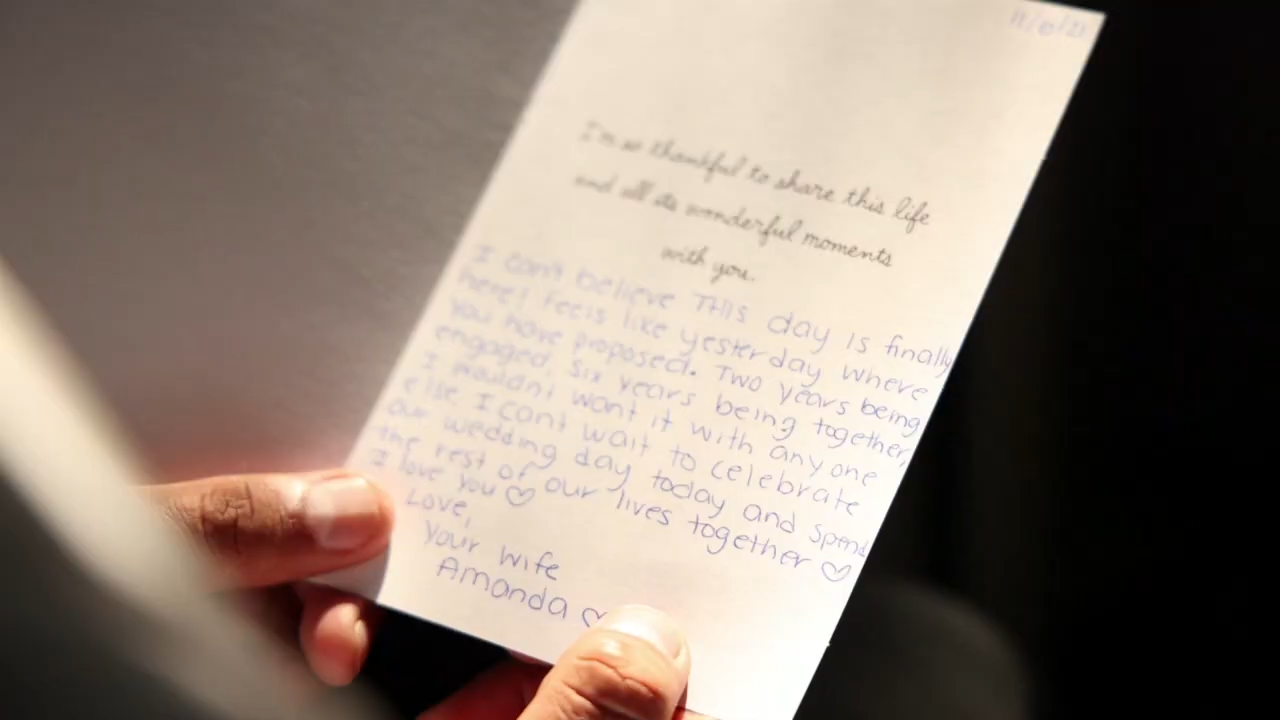 I'm so thankful to share this life
and all its wonderful moments
with you.
I can't believe THIS day is finally
here! Feels like yesterday where
you have proposed. Two years being
engaged, Six years being together,
I wouldn't want it with anyone
else. I can't wait to celebrate
our wedding day today and spend
the rest of our lives together ♡
I love you ♡
Love,
Your wife
Amanda ♡